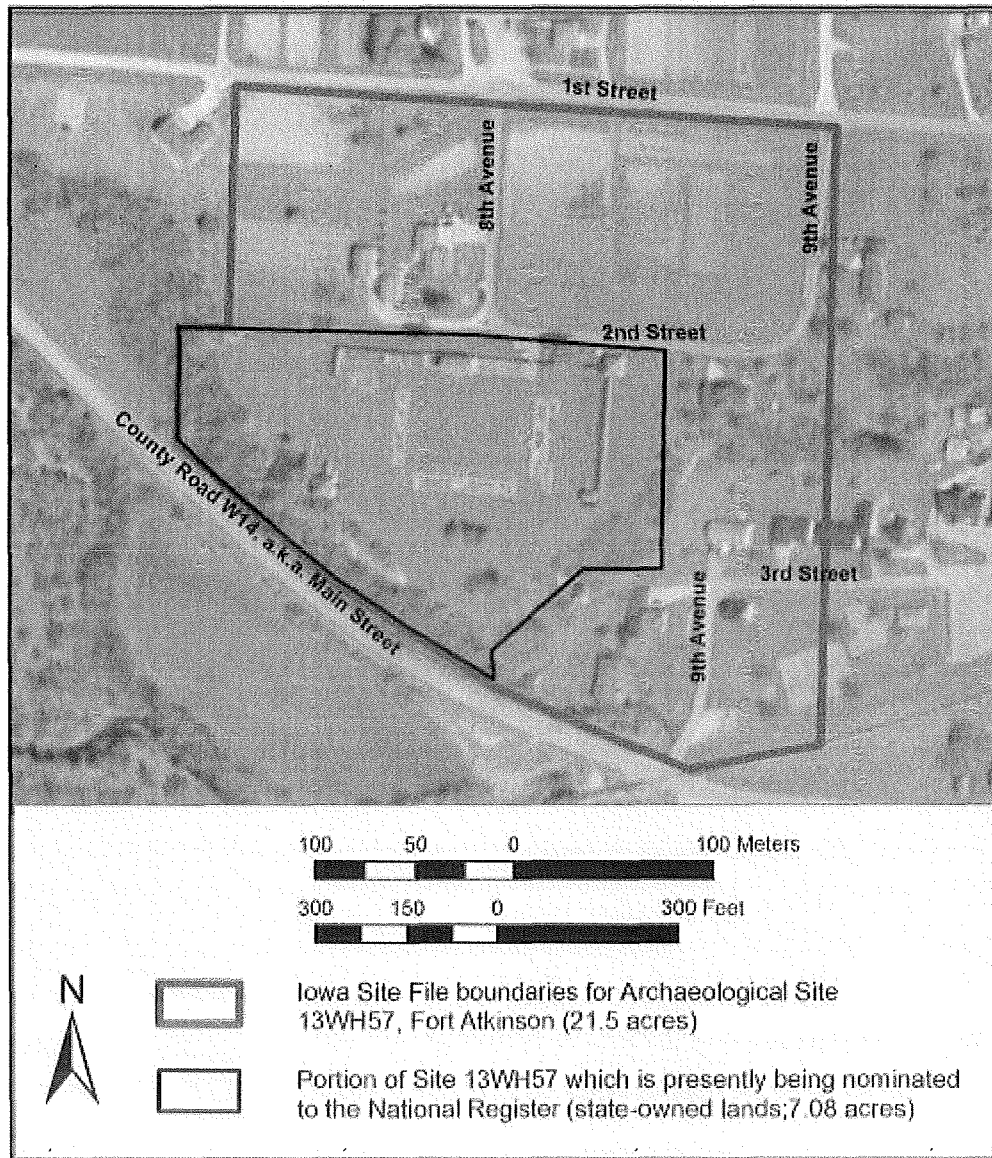 1st Street
8th Avenue
9th Avenue
2nd Street
County Road W14, a.k.a. Main Street
3rd Street
9th Avenue
100 50 0 100 Meters
300 150 0 300 Feet
N
Iowa Site File boundaries for Archaeological Site
13WH57, Fort Atkinson (21.5 acres)
Portion of Site 13WH57 which is presently being nominated
to the National Register (state-owned lands;7.08 acres)